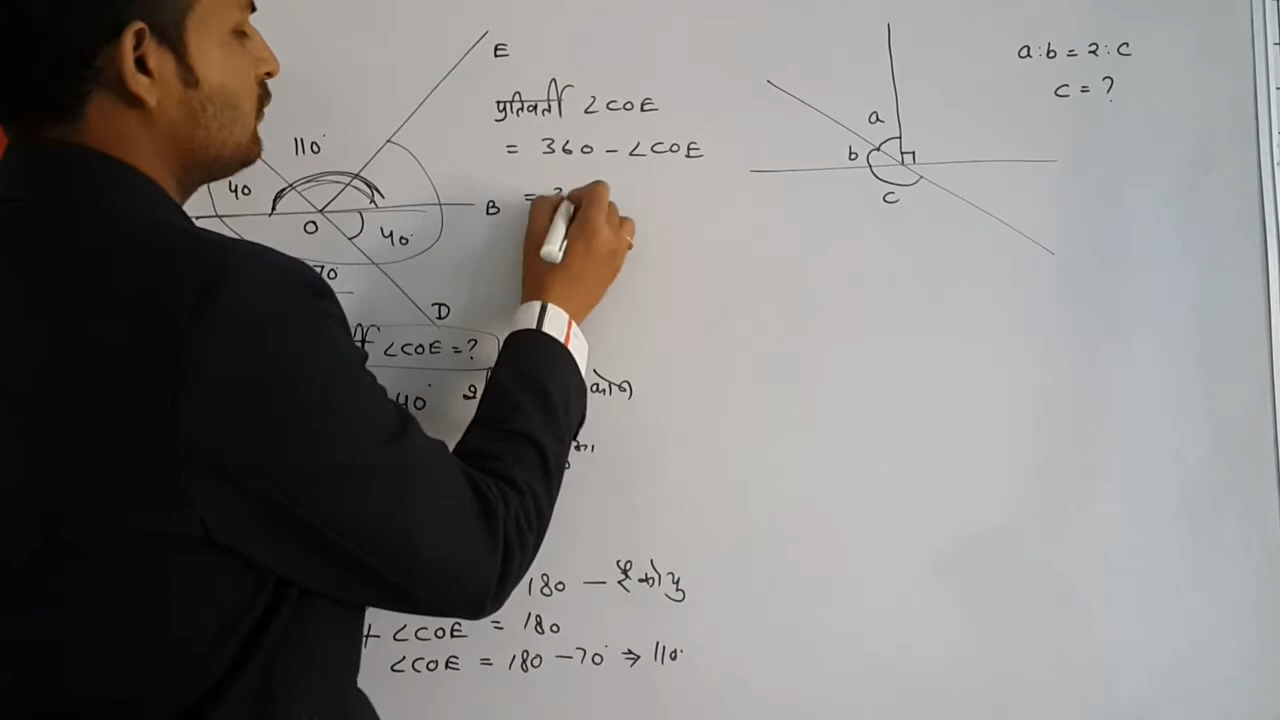 E
110°
40
B
O
40°
70
D
∠COE = ?
40°
2
कोण
प्रतिवर्ती ∠COE
= 360 - ∠COE
=
180 -
+ ∠COE = 180
∠COE = 180 - 70° ⇒ 110°
a
b
c
a:b = 2:c
c = ?